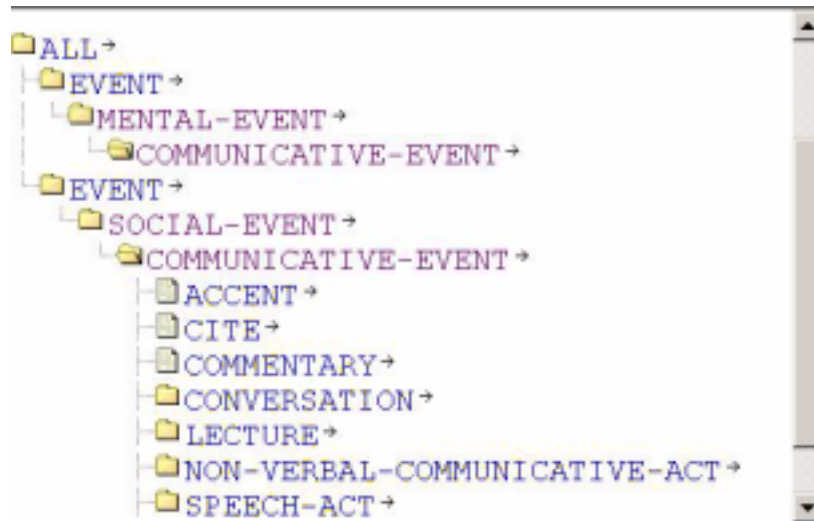 ALL→
EVENT→
MENTAL-EVENT→
COMMUNICATIVE-EVENT→
EVENT→
SOCIAL-EVENT→
COMMUNICATIVE-EVENT→
ACCENT→
CITE→
COMMENTARY→
CONVERSATION→
LECTURE→
NON-VERBAL-COMMUNICATIVE-ACT→
SPEECH-ACT→